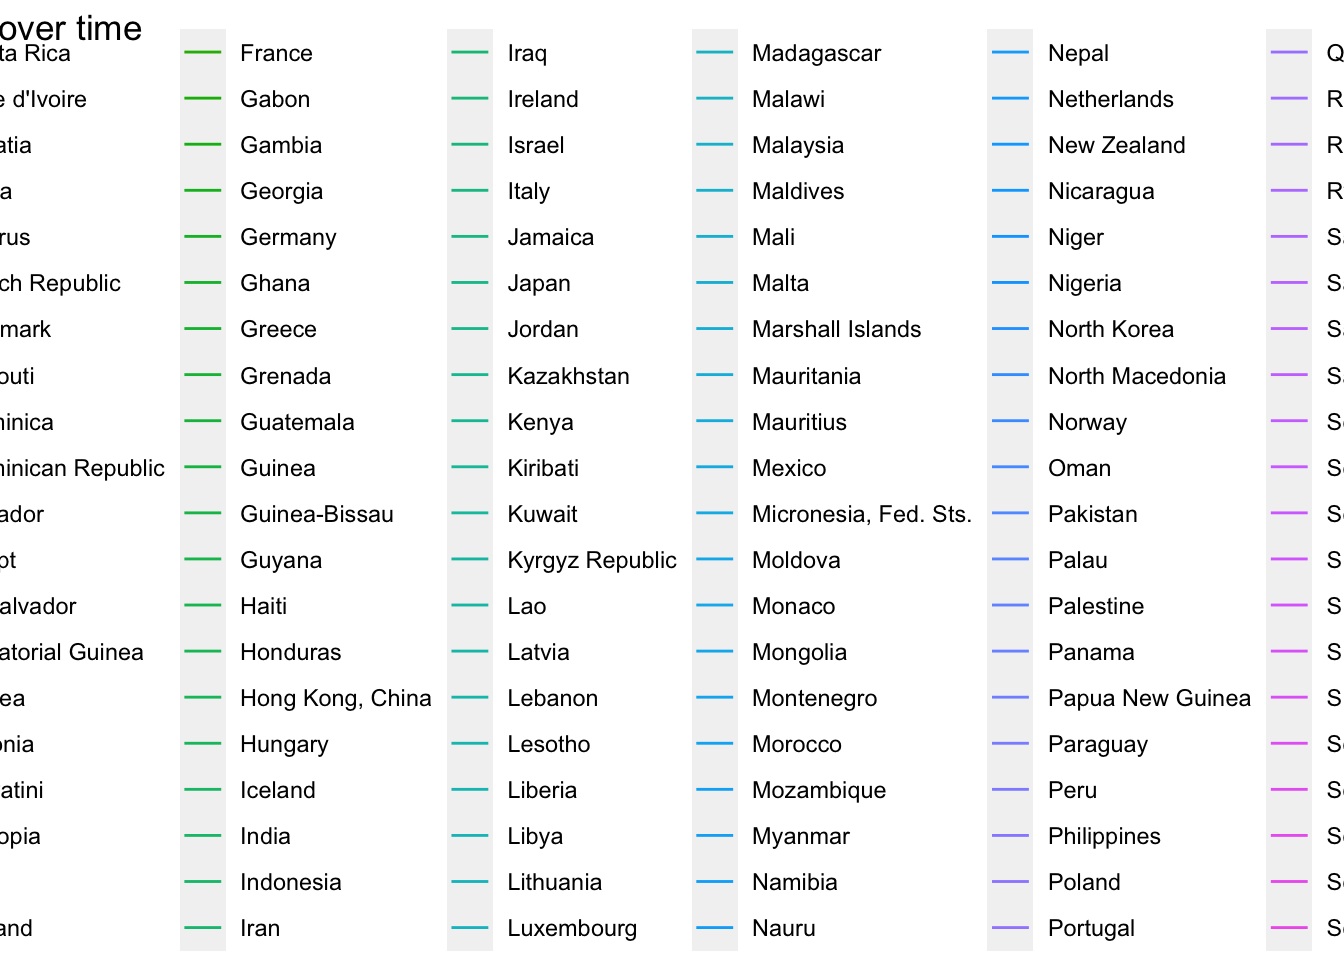 over time
ta Rica
e d'Ivoire
atia
a
rus
ch Republic
mark
outi
inica
inican Republic
ador
pt
alvador
atorial Guinea
ea
onia
atini
opia
and
France
Gabon
Gambia
Georgia
Germany
Ghana
Greece
Grenada
Guatemala
Guinea
Guinea-Bissau
Guyana
Haiti
Honduras
Hong Kong, China
Hungary
Iceland
India
Indonesia
Iran
Iraq
Ireland
Israel
Italy
Jamaica
Japan
Jordan
Kazakhstan
Kenya
Kiribati
Kuwait
Kyrgyz Republic
Lao
Latvia
Lebanon
Lesotho
Liberia
Libya
Lithuania
Luxembourg
Madagascar
Malawi
Malaysia
Maldives
Mali
Malta
Marshall Islands
Mauritania
Mauritius
Mexico
Micronesia, Fed. Sts.
Moldova
Monaco
Mongolia
Montenegro
Morocco
Mozambique
Myanmar
Namibia
Nauru
Nepal
Netherlands
New Zealand
Nicaragua
Niger
Nigeria
North Korea
North Macedonia
Norway
Oman
Pakistan
Palau
Palestine
Panama
Papua New Guinea
Paraguay
Peru
Philippines
Poland
Portugal